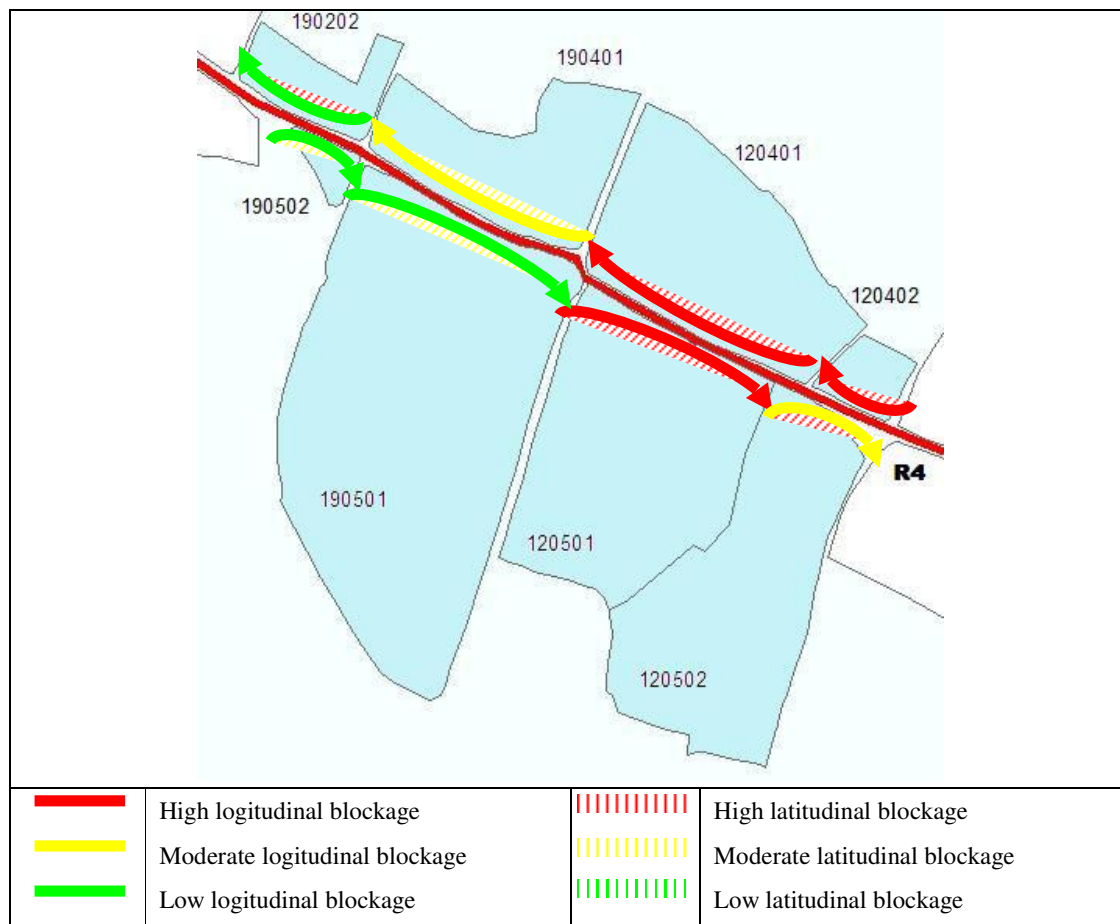 190202
190401
120401
190502
120402
R4
190501
120501
120502
High logitudinal blockage
High latitudinal blockage
Moderate logitudinal blockage
Moderate latitudinal blockage
Low logitudinal blockage
Low latitudinal blockage